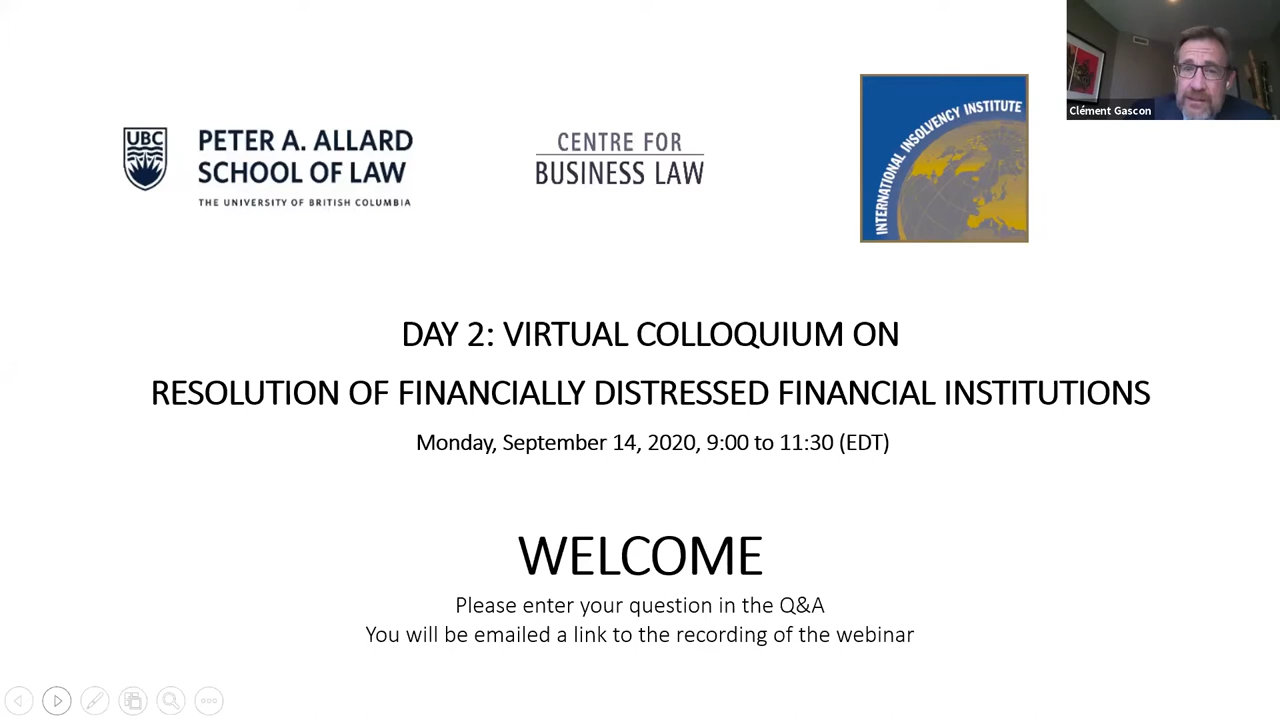 Clément Gascon
UBC
PETER A. ALLARD
SCHOOL OF LAW
THE UNIVERSITY OF BRITISH COLUMBIA
CENTRE FOR
BUSINESS LAW
INTERNATIONAL INSOLVENCY INSTITUTE
DAY 2: VIRTUAL COLLOQUIUM ON
RESOLUTION OF FINANCIALLY DISTRESSED FINANCIAL INSTITUTIONS
Monday, September 14, 2020, 9:00 to 11:30 (EDT)
WELCOME
Please enter your question in the Q&A
You will be emailed a link to the recording of the webinar